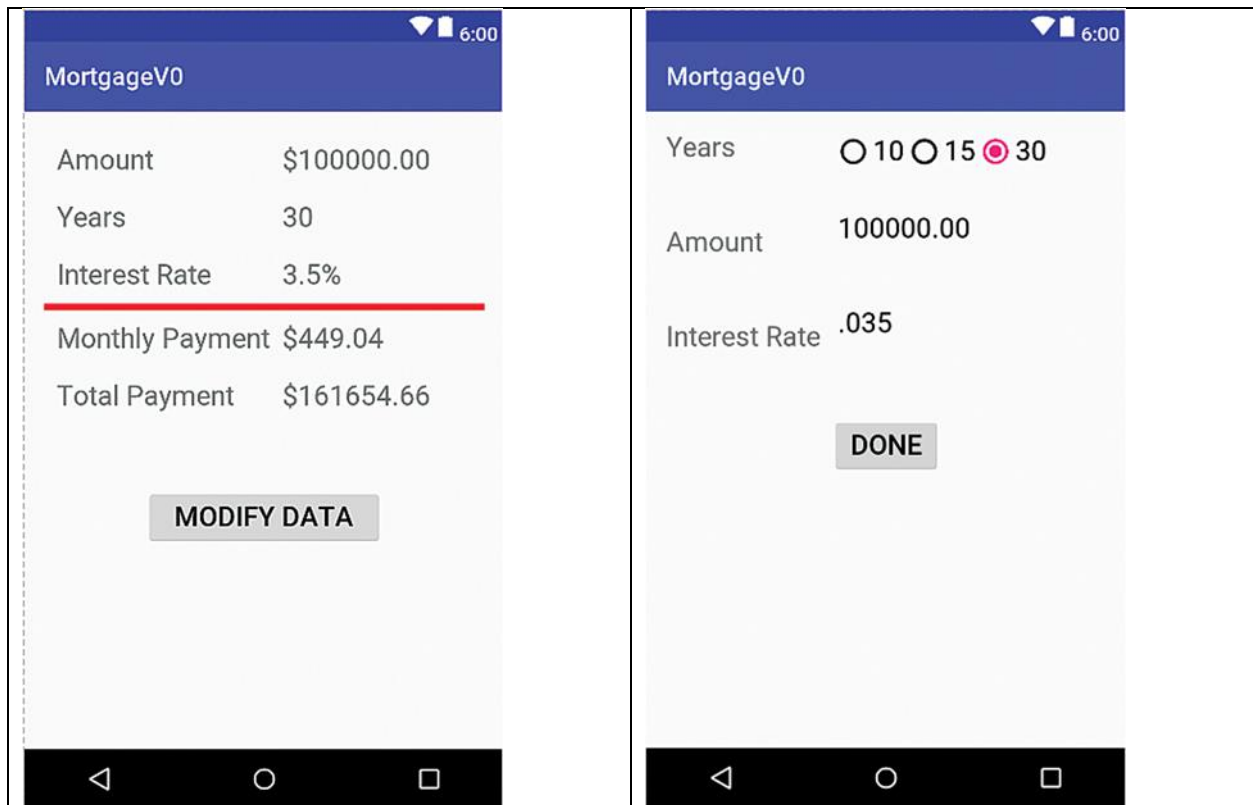 6:00
MortgageV0
Amount $100000.00
Years 30
Interest Rate 3.5%
Monthly Payment $449.04
Total Payment $161654.66
MODIFY DATA
6:00
MortgageV0
Years 10 15 30
Amount 100000.00
Interest Rate .035
DONE